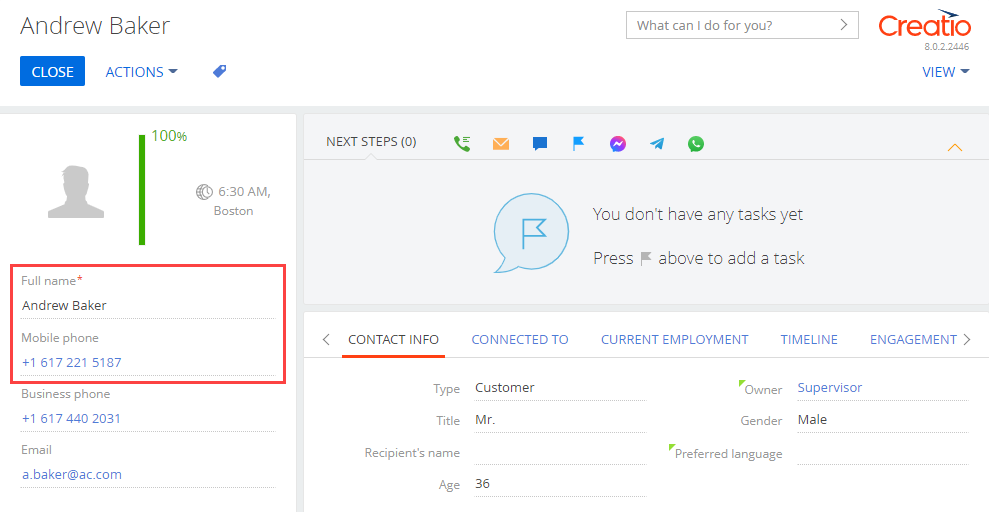 Andrew Baker
What can I do for you?
Creatio
8.0.2.2446
CLOSE
ACTIONS
VIEW
100%
6:30 AM,
Boston
Full name*
Andrew Baker
Mobile phone
+1 617 221 5187
Business phone
+1 617 440 2031
Email
a.baker@ac.com
NEXT STEPS (0)
You don't have any tasks yet
Press above to add a task
CONTACT INFO CONNECTED TO CURRENT EMPLOYMENT TIMELINE ENGAGEMENT
Type Customer Owner Supervisor
Title Mr. Gender Male
Recipient's name Preferred language
Age 36